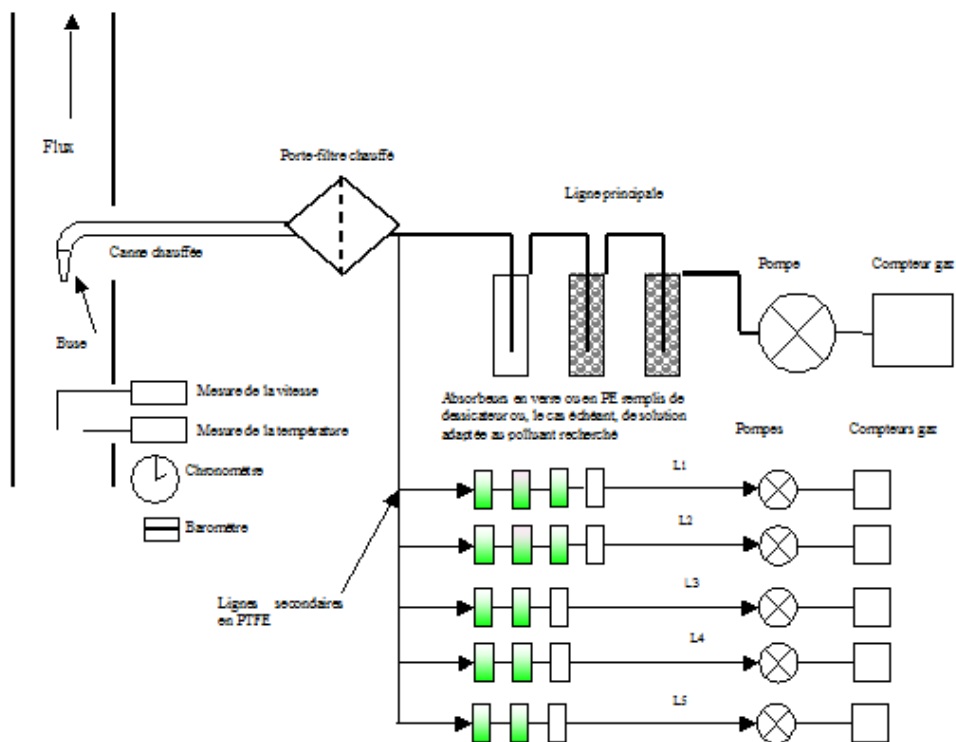 Flux
Porte-filtre chauffé
Ligne principale
Canne chauffée
Pompe
Compteur gaz
Buse
Mesure de la vitesse
Absorbeurs en verre ou en PE remplis de
dessicateur ou, le cas échéant, de solution
adaptée au polluant recherché
Mesure de la température
Pompes
Compteurs gaz
Chronomètre
L1
Baromètre
L2
L3
Lignes secondaires
en PTFE
L4
L5